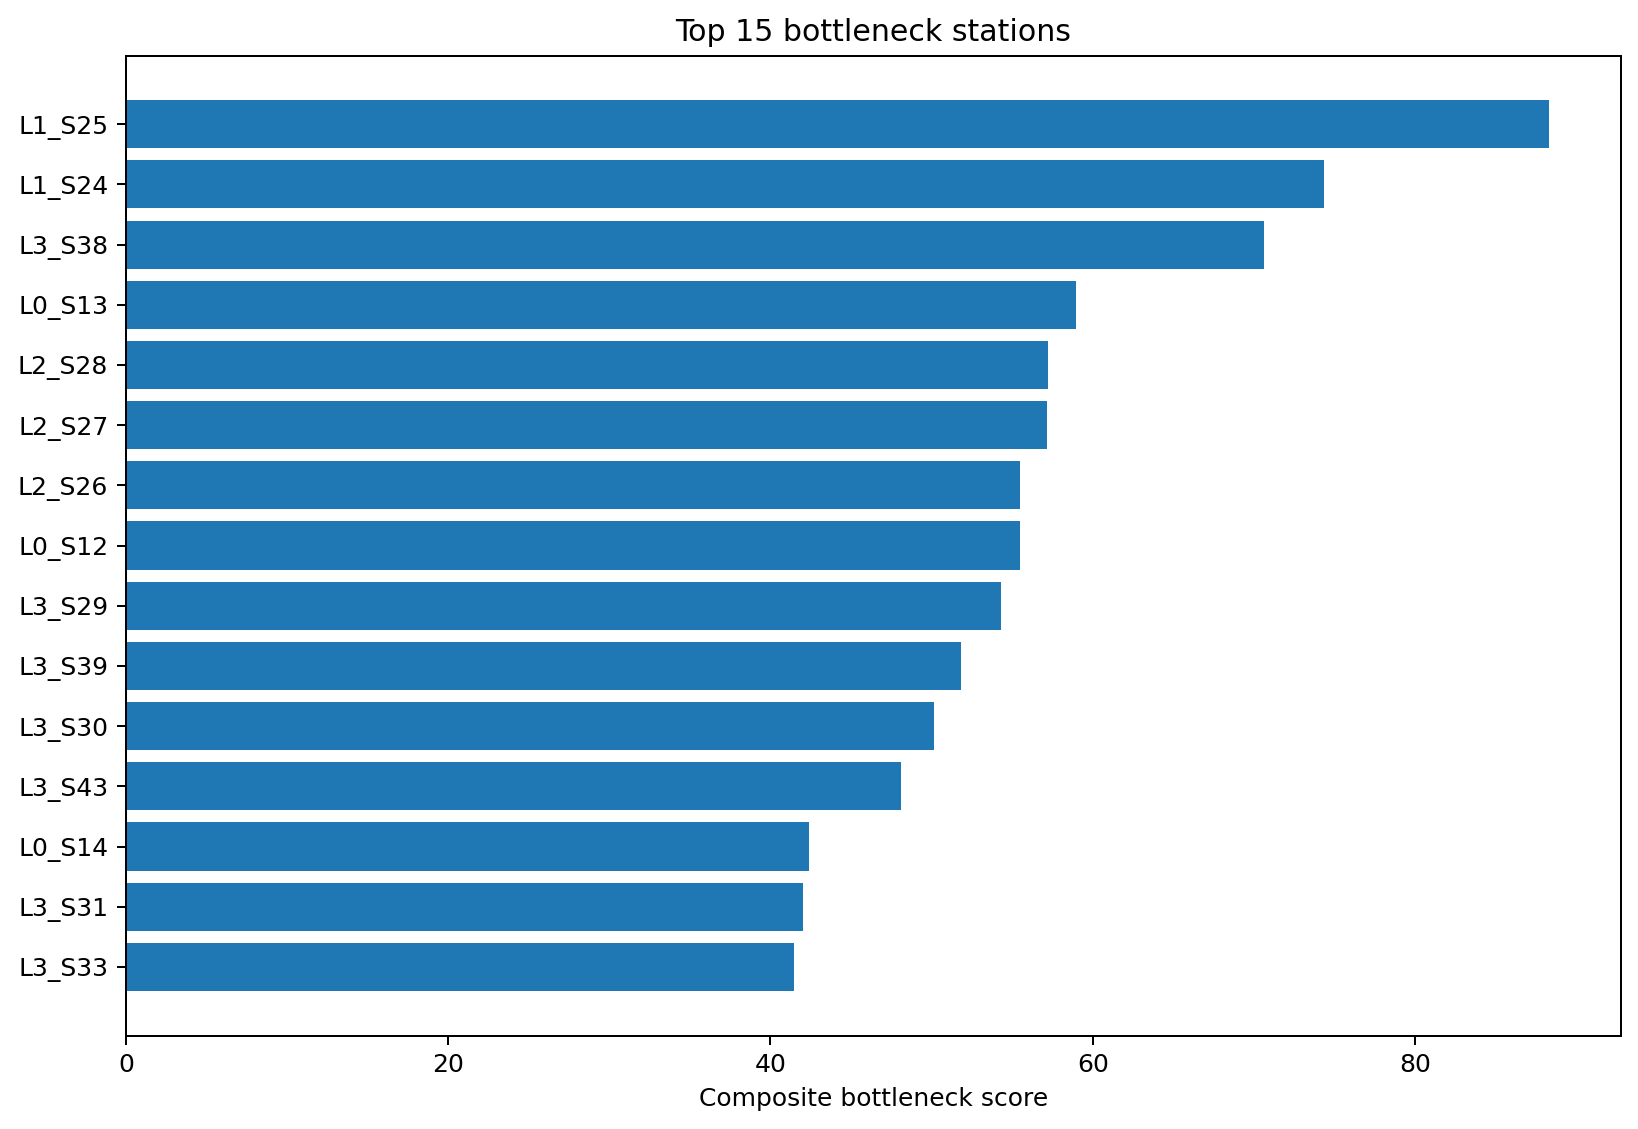 Top 15 bottleneck stations
L1_S25
L1_S24
L3_S38
L0_S13
L2_S28
L2_S27
L2_S26
L0_S12
L3_S29
L3_S39
L3_S30
L3_S43
L0_S14
L3_S31
L3_S33
0 20 40 60 80
Composite bottleneck score